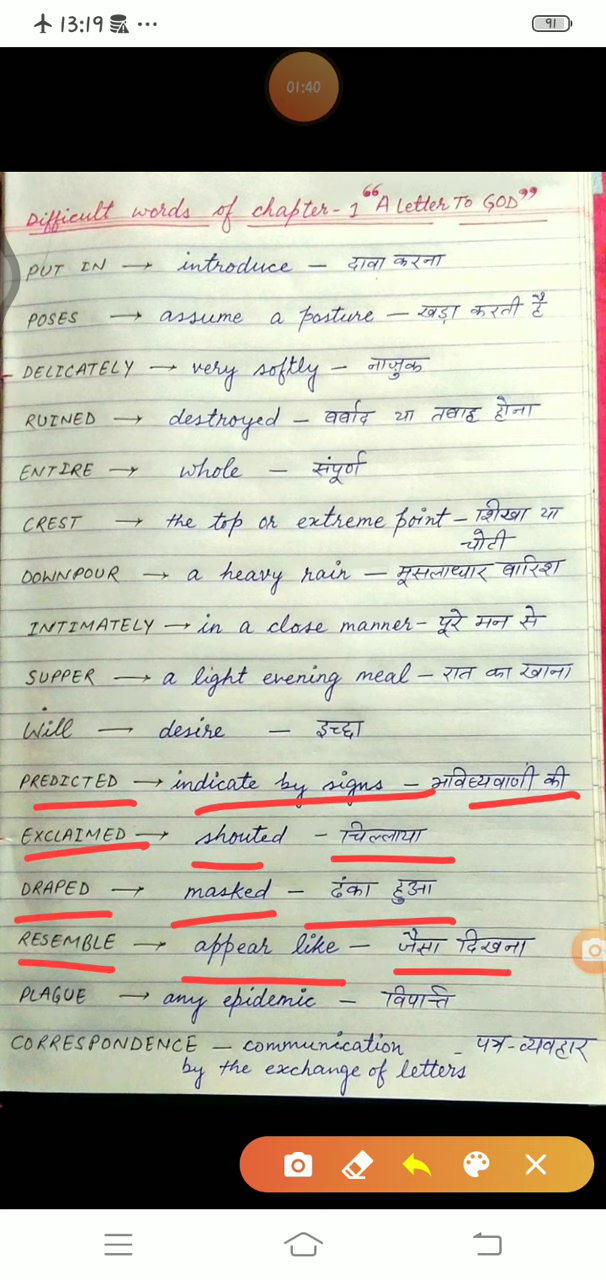 13:19
91
01:40
Difficult words of chapter-1 "A Letter To GOD"
PUT IN → introduce – दावा करना
POSES → assume a posture – खड़ा करती है
DELICATELY → very softly – नाजुक
RUINED → destroyed – बर्वाद या तबाह होना
ENTIRE → whole – संपूर्ण
CREST → the top or extreme point – शिखा या
चोटी
DOWNPOUR → a heavy rain – मूसलाधार बारिश
INTIMATELY → in a close manner – पूरे मन से
SUPPER → a light evening meal – रात का खाना
Will – desire – इच्छा
PREDICTED → indicate by signs – भविष्यवाणी की
EXCLAIMED → shouted – चिल्लाया
DRAPED → masked – ढंका हुआ
RESEMBLE → appear like – जैसा दिखना
PLAGUE → any epidemic –
CORRESPONDENCE – communication – पत्र-व्यवहार
by the exchange of letters